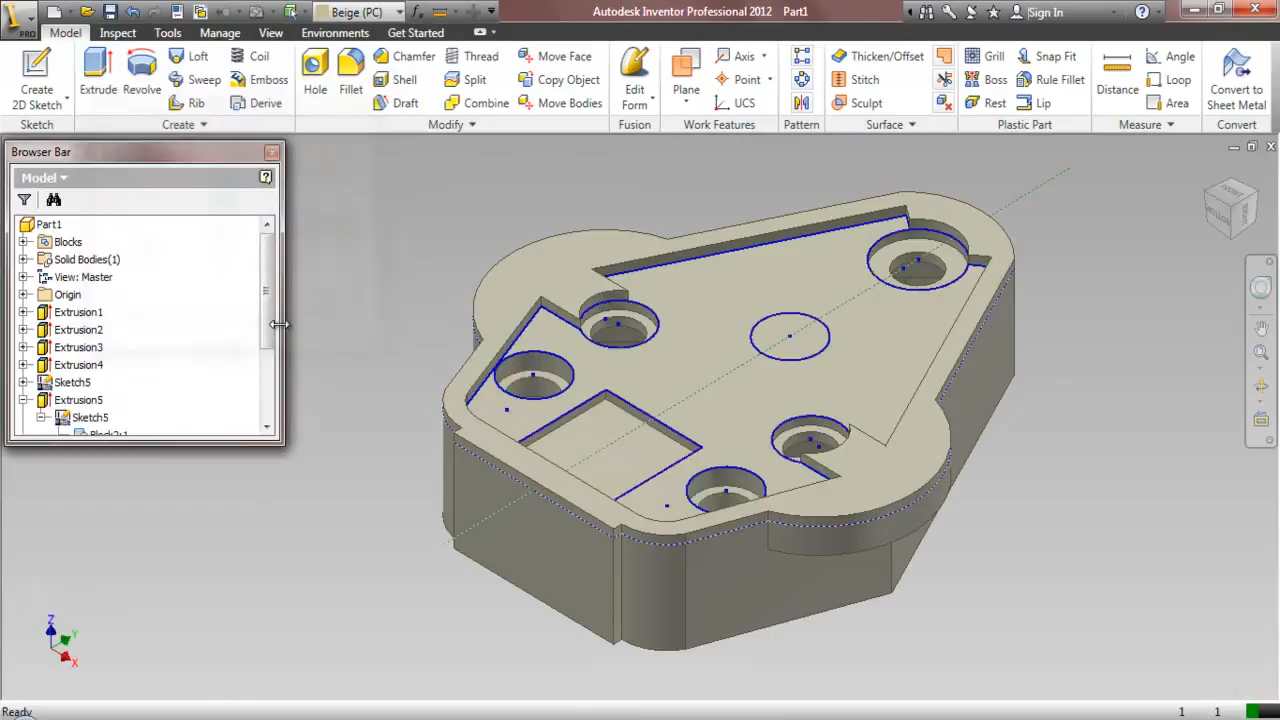 PRO
Beige (PC)
Autodesk Inventor Professional 2012 Part1
Sign In
Model Inspect Tools Manage View Environments Get Started
Create
2D Sketch
Extrude
Revolve
Loft
Sweep
Rib
Coil
Emboss
Derive
Hole
Fillet
Chamfer
Shell
Draft
Thread
Split
Combine
Move Face
Copy Object
Move Bodies
Edit
Form
Plane
Axis
Point
UCS
Thicken/Offset
Stitch
Sculpt
Grill
Boss
Rest
Snap Fit
Rule Fillet
Lip
Distance
Angle
Loop
Area
Convert to
Sheet Metal
Sketch Create Modify Fusion Work Features Pattern Surface Plastic Part Measure Convert
Browser Bar
Model
Part1
Blocks
Solid Bodies(1)
View: Master
Origin
Extrusion1
Extrusion2
Extrusion3
Extrusion4
Sketch5
Extrusion5
Sketch5
Block2:1
FRONT
BOTTOM
Z
Y
X
Ready
1 1